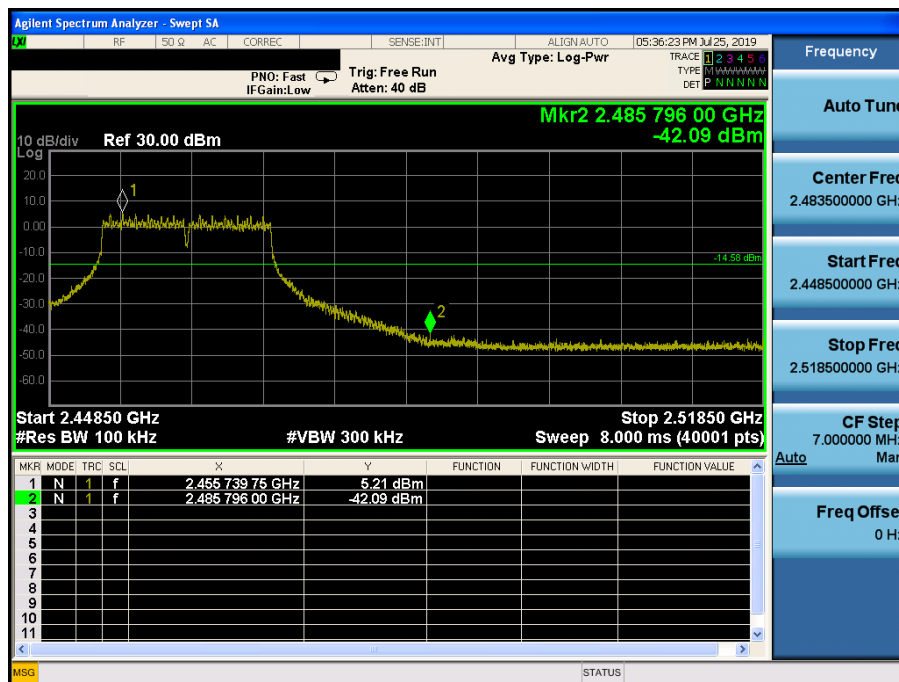 Agilent Spectrum Analyzer - Swept SA
LXI RF 50 Ω AC CORREC SENSE:INT ALIGN AUTO 05:36:23 PM Jul 25, 2019
Avg Type: Log-Pwr
TRACE 1 2 3 4 5 6
TYPE M W W W W W
DET P N N N N N
PNO: Fast
IFGain:Low
Trig: Free Run
Atten: 40 dB
Mkr2 2.485 796 00 GHz
-42.09 dBm
10 dB/div
Log
Ref 30.00 dBm
20.0
10.0
0.00
-10.0
-20.0
-30.0
-40.0
-50.0
-60.0
1
2
-14.58 dBm
Start 2.44850 GHz
Stop 2.51850 GHz
#Res BW 100 kHz
#VBW 300 kHz
Sweep 8.000 ms (40001 pts)
MKR MODE TRC SCL X Y FUNCTION FUNCTION WIDTH FUNCTION VALUE
1 N 1 f 2.455 739 75 GHz 5.21 dBm
2 N 1 f 2.485 796 00 GHz -42.09 dBm
3
4
5
6
7
8
9
10
11
MSG
STATUS
Frequency
Auto Tune
Center Freq
2.483500000 GHz
Start Freq
2.448500000 GHz
Stop Freq
2.518500000 GHz
CF Step
7.000000 MHz
Auto Man
Freq Offset
0 Hz